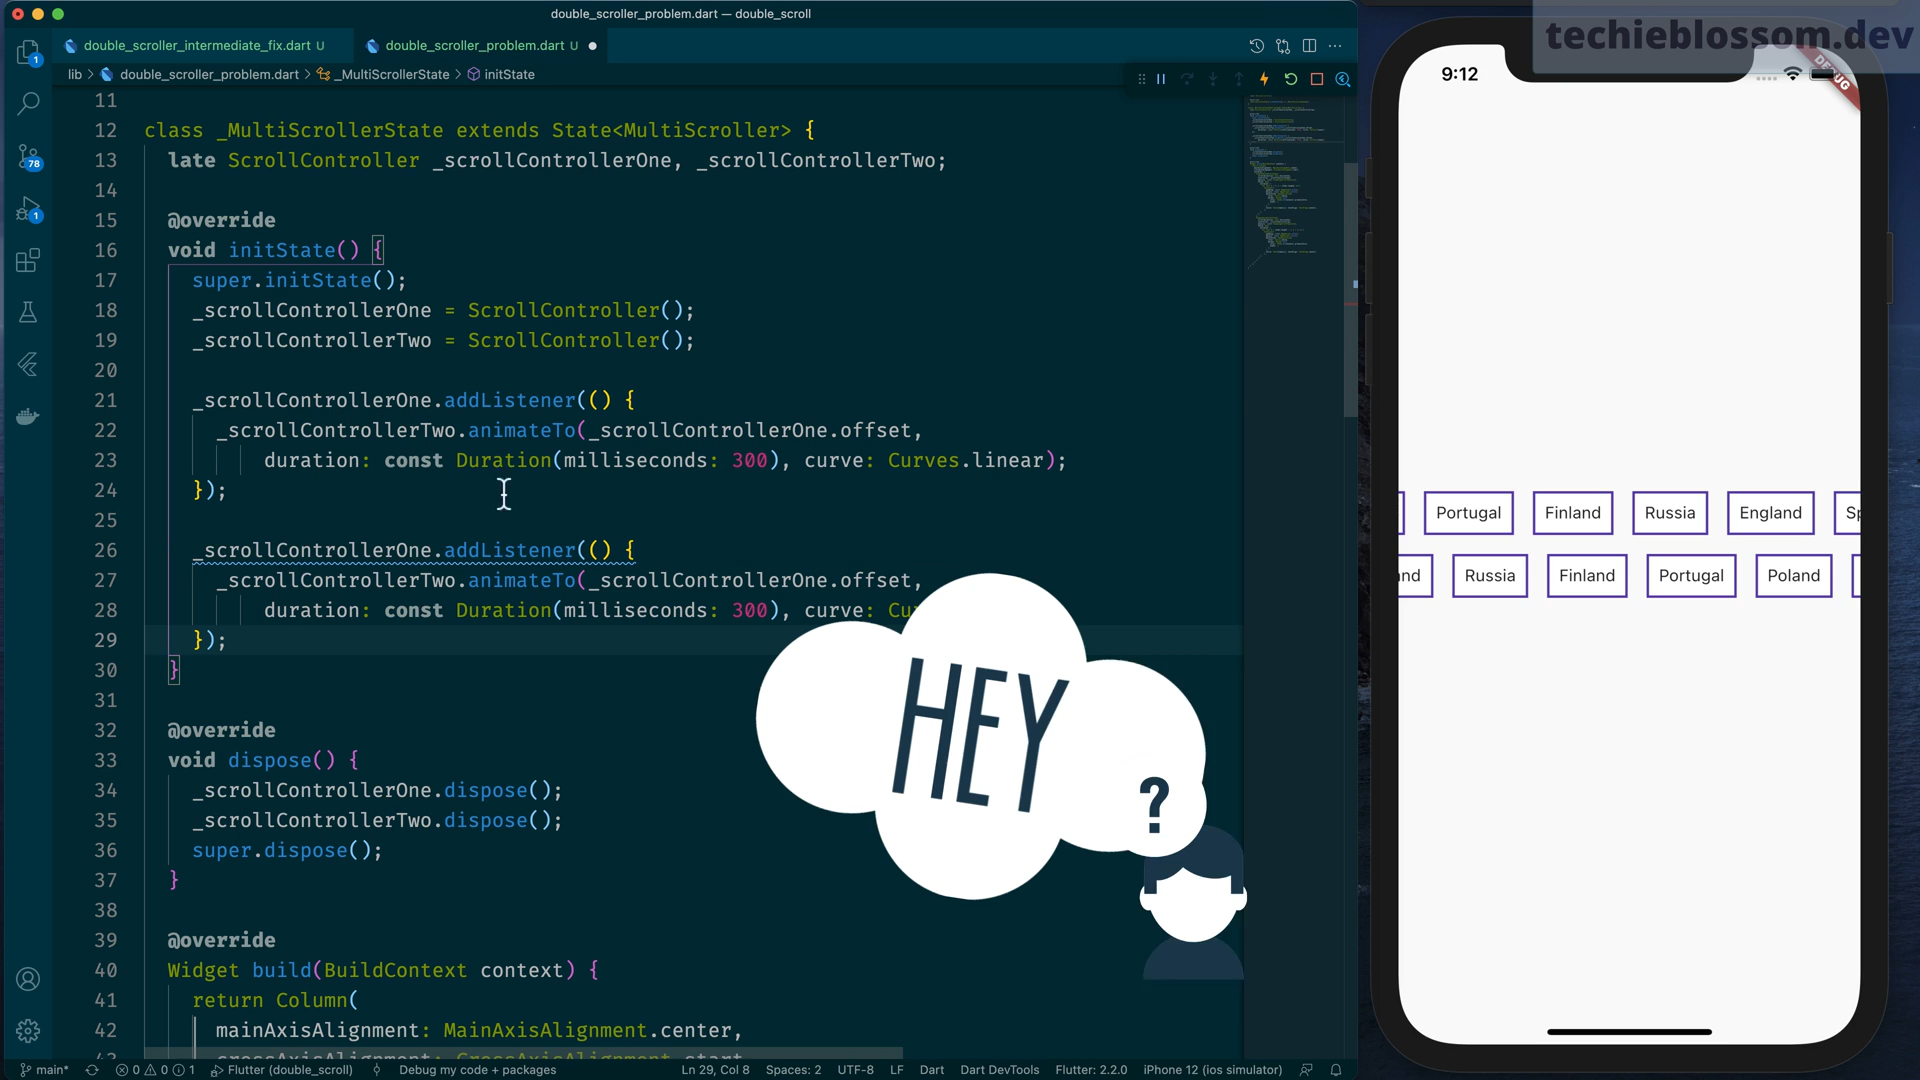 double_scroller_problem.dart — double_scroll
techieblossom.dev
double_scroller_intermediate_fix.dart U
double_scroller_problem.dart U
lib > double_scroller_problem.dart > _MultiScrollerState > initState
11
12 class _MultiScrollerState extends State<MultiScroller> {
13 late ScrollController _scrollControllerOne, _scrollControllerTwo;
14
15 @override
16 void initState() {
17 super.initState();
18 _scrollControllerOne = ScrollController();
19 _scrollControllerTwo = ScrollController();
20
21 _scrollControllerOne.addListener(() {
22 _scrollControllerTwo.animateTo(_scrollControllerOne.offset,
23 duration: const Duration(milliseconds: 300), curve: Curves.linear);
24 });
25
26 _scrollControllerOne.addListener(() {
27 _scrollControllerTwo.animateTo(_scrollControllerOne.offset,
28 duration: const Duration(milliseconds: 300), curve: Cu
29 });
30 }
31
32 @override
33 void dispose() {
34 _scrollControllerOne.dispose();
35 _scrollControllerTwo.dispose();
36 super.dispose();
37 }
38
39 @override
40 Widget build(BuildContext context) {
41 return Column(
42 mainAxisAlignment: MainAxisAlignment.center,
1
78
1
HEY
?
9:12
DEBUG
Portugal Finland Russia England Sp
nd Russia Finland Portugal Poland
main* 0 0 1 Flutter (double_scroll) Debug my code + packages Ln 29, Col 8 Spaces: 2 UTF-8 LF Dart Dart DevTools Flutter: 2.2.0 iPhone 12 (ios simulator)